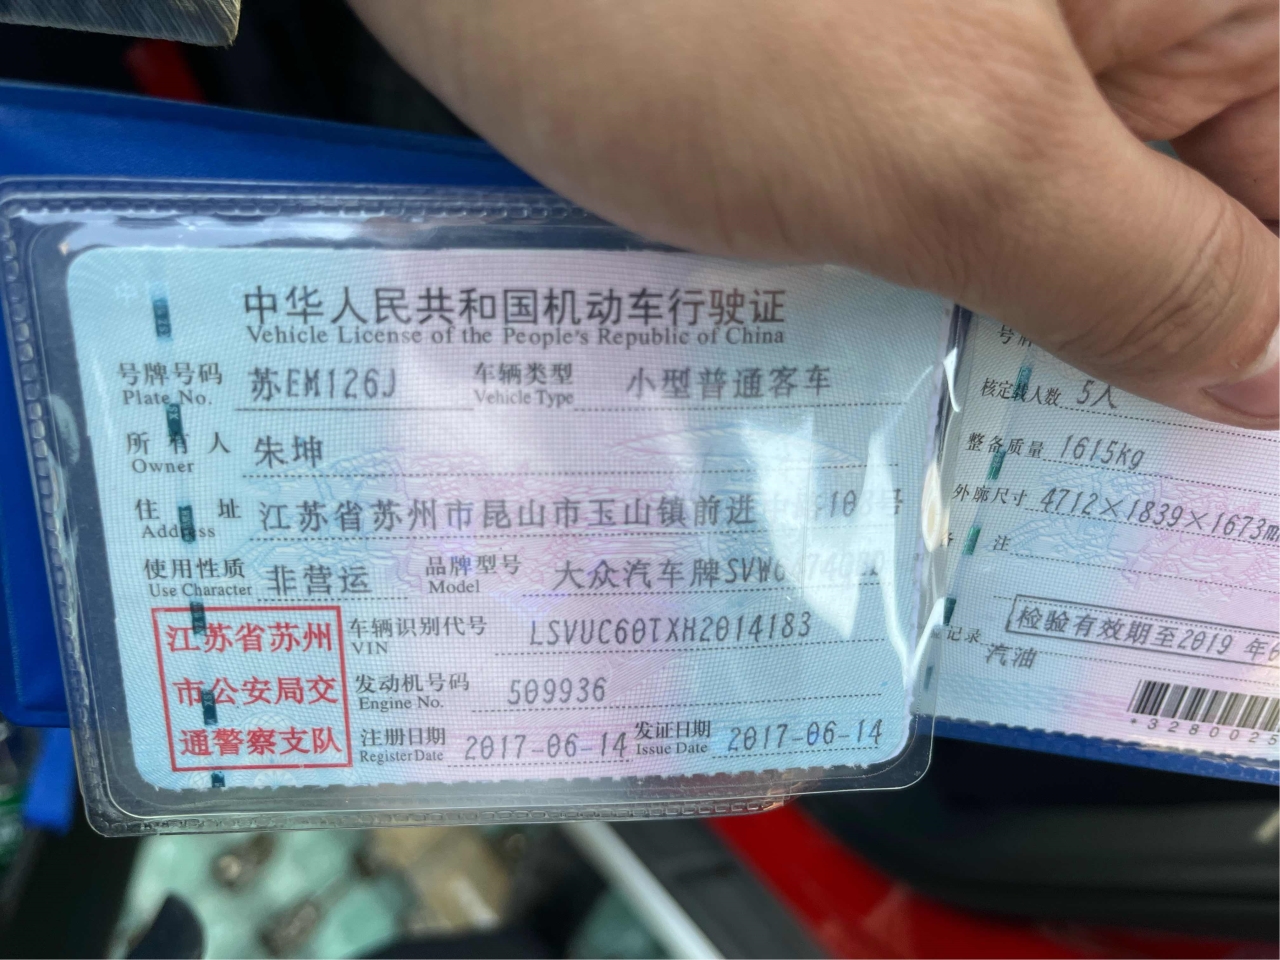 中华人民共和国机动车行驶证
Vehicle License of the People's Republic of China
号牌号码 苏EM126J 车辆类型 小型普通客车
Plate No. Vehicle Type
所有人 朱坤
Owner
住址 江苏省苏州市昆山市玉山镇前进
Address
使用性质 非营运 品牌型号 大众汽车牌
Use Character Model
江苏省苏州
市公安局交
通警察支队
车辆识别代号
VIN
发动机号码 509936
Engine No.
注册日期 2017-06-14 发证日期 2017-06-14
Register Date Issue Date
核定载人数 5人
整备质量 1615kg
外廓尺寸 4712×1839×1673
注
检验有效期至2019 年
记录 汽油
*3280025